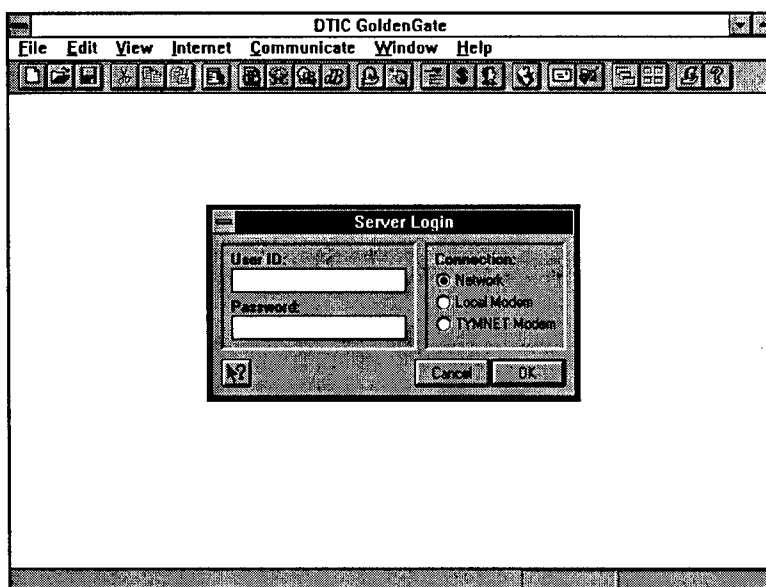 DTIC GoldenGate
File Edit View Internet Communicate Window Help
Server Login
User ID:
Password:
Connection:
Network
Local Modem
TYMNET Modem
Cancel OK